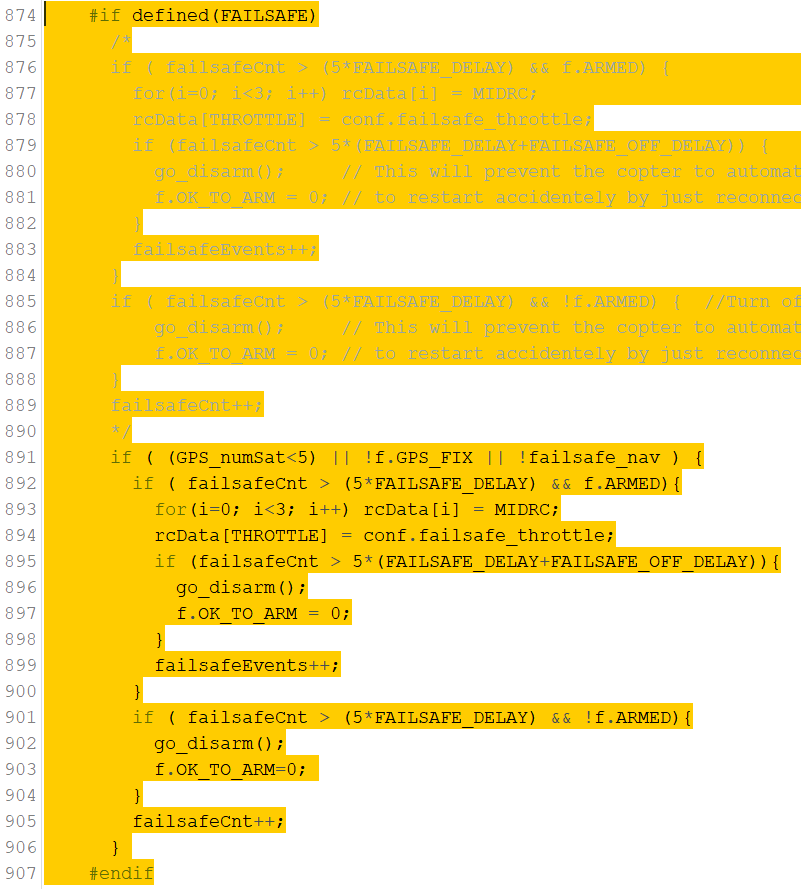 874 #if defined(FAILSAFE)
875 /*
876 if ( failsafeCnt > (5*FAILSAFE_DELAY) && f.ARMED) {
877 for(i=0; i<3; i++) rcData[i] = MIDRC;
878 rcData[THROTTLE] = conf.failsafe_throttle;
879 if (failsafeCnt > 5*(FAILSAFE_DELAY+FAILSAFE_OFF_DELAY)) {
880 go_disarm(); // This will prevent the copter to automat
881 f.OK_TO_ARM = 0; // to restart accidentely by just reconnec
882 }
883 failsafeEvents++;
884 }
885 if ( failsafeCnt > (5*FAILSAFE_DELAY) && !f.ARMED) { //Turn of
886 go_disarm(); // This will prevent the copter to automat
887 f.OK_TO_ARM = 0; // to restart accidentely by just reconnec
888 }
889 failsafeCnt++;
890 */
891 if ( (GPS_numSat<5) || !f.GPS_FIX || !failsafe_nav ) {
892 if ( failsafeCnt > (5*FAILSAFE_DELAY) && f.ARMED){
893 for(i=0; i<3; i++) rcData[i] = MIDRC;
894 rcData[THROTTLE] = conf.failsafe_throttle;
895 if (failsafeCnt > 5*(FAILSAFE_DELAY+FAILSAFE_OFF_DELAY)){
896 go_disarm();
897 f.OK_TO_ARM = 0;
898 }
899 failsafeEvents++;
900 }
901 if ( failsafeCnt > (5*FAILSAFE_DELAY) && !f.ARMED){
902 go_disarm();
903 f.OK_TO_ARM=0;
904 }
905 failsafeCnt++;
906 }
907 #endif